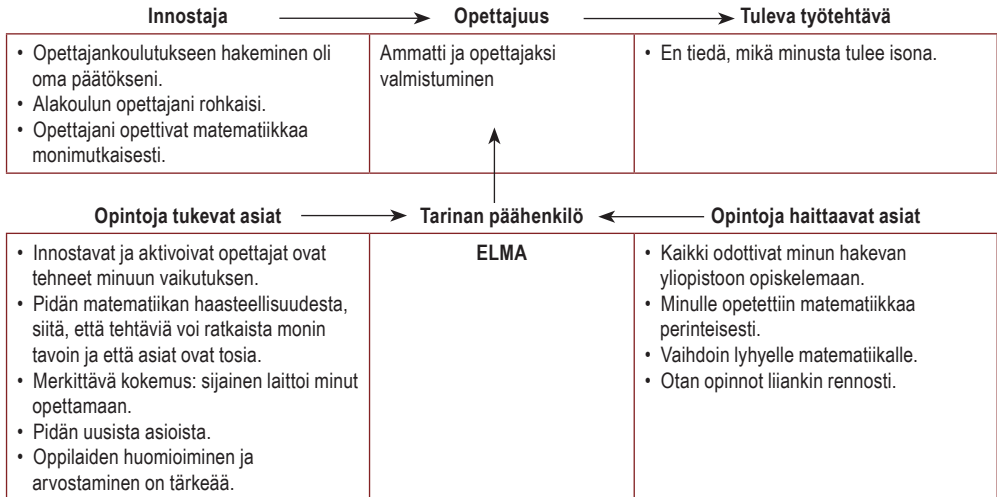 Innostaja
Opettajuus
Tuleva työtehtävä
• Opettajankoulutukseen hakeminen oli
oma päätökseni.
• Alakoulun opettajani rohkaisi.
• Opettajani opettivat matematiikkaa
monimutkaisesti.
Ammatti ja opettajaksi
valmistuminen
• En tiedä, mikä minusta tulee isona.
Opintoja tukevat asiat
Tarinan päähenkilö
Opintoja haittaavat asiat
• Innostavat ja aktivoivat opettajat ovat
tehneet minuun vaikutuksen.
• Pidän matematiikan haasteellisuudesta,
siitä, että tehtäviä voi ratkaista monin
tavoin ja että asiat ovat tosia.
• Merkittävä kokemus: sijainen laittoi minut
opettamaan.
• Pidän uusista asioista.
• Oppilaiden huomioiminen ja
arvostaminen on tärkeää.
ELMA
• Kaikki odottivat minun hakevan
yliopistoon opiskelemaan.
• Minulle opetettiin matematiikkaa
perinteisesti.
• Vaihdoin lyhyelle matematiikalle.
• Otan opinnot liiankin rennosti.